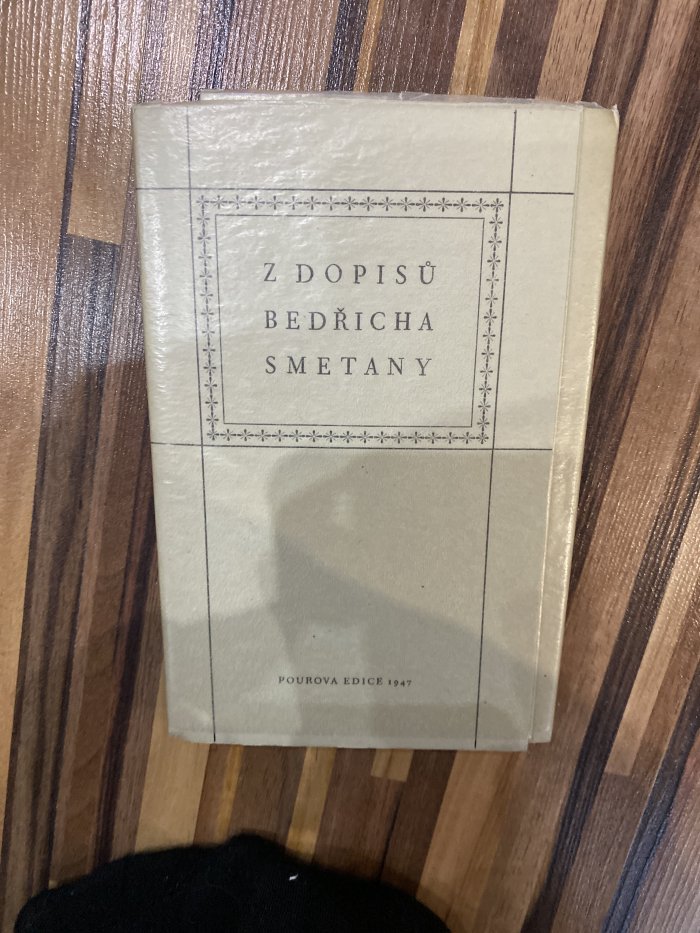 Z DOPISŮ
BEDŘICHA
SMETANY
POUROVA EDICE 1947